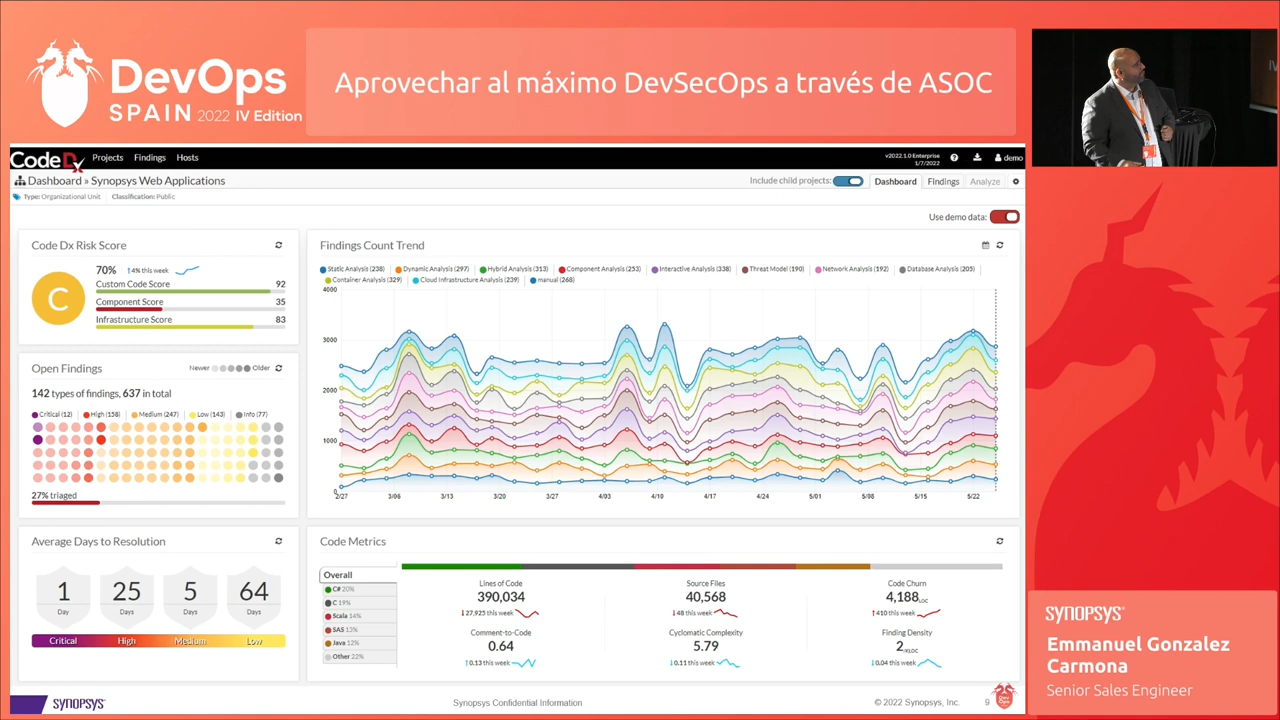 DevOps
SPAIN 2022 IV Edition
Aprovechar al máximo DevSecOps a través de ASOC
Code Dx
Projects Findings Hosts
v2022.1.0 Enterprise
1/7/2022
demo
Dashboard » Synopsys Web Applications
Include child projects:
Dashboard Findings Analyze
Type: Organizational Unit Classification: Public
Use demo data:
Code Dx Risk Score
C
70% 4% this week
Custom Code Score 92
Component Score 35
Infrastructure Score 83
Findings Count Trend
Static Analysis (238) Dynamic Analysis (297) Hybrid Analysis (313) Component Analysis (253) Interactive Analysis (338) Threat Model (190) Network Analysis (192) Database Analysis (205)
Container Analysis (329) Cloud Infrastructure Analysis (239) manual (268)
4000
3000
2000
1000
0
2/27 3/06 3/13 3/20 3/27 4/03 4/10 4/17 4/24 5/01 5/08 5/15 5/22
Open Findings
Newer Older
142 types of findings, 637 in total
Critical (12) High (158) Medium (247) Low (143) Info (77)
27% triaged
Average Days to Resolution
1 25 5 64
Day Days Days Days
Critical High Medium Low
Code Metrics
Overall
C# 20%
C 19%
Scala 14%
SAS 13%
Java 12%
Other 22%
Lines of Code
390,034
27,925 this week
Source Files
40,568
48 this week
Code Churn
4,188 LOC
410 this week
Comment-to-Code
0.64
0.13 this week
Cyclomatic Complexity
5.79
0.11 this week
Finding Density
2 /KLOC
0.04 this week
SYNOPSYS®
Synopsys Confidential Information
© 2022 Synopsys, Inc. 9
SYNOPSYS®
Emmanuel Gonzalez
Carmona
Senior Sales Engineer